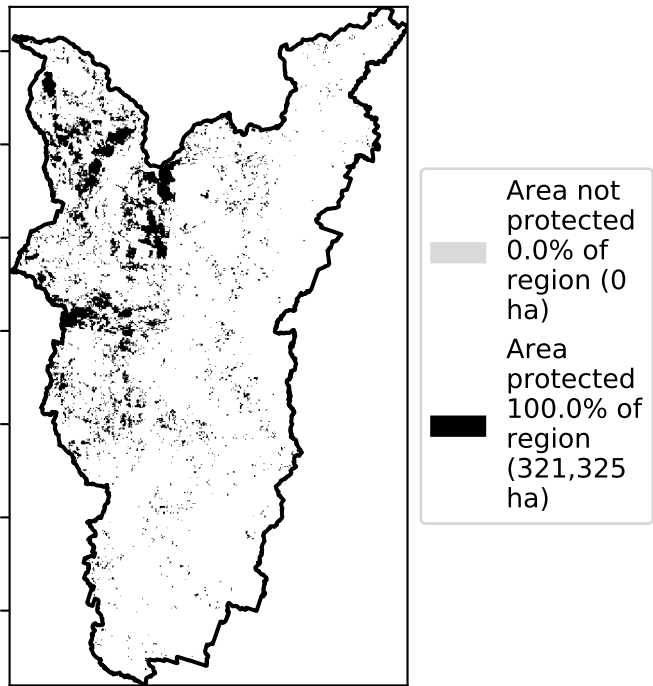 Area not
protected
0.0% of
region (0
ha)
Area
protected
100.0% of
region
(321,325
ha)